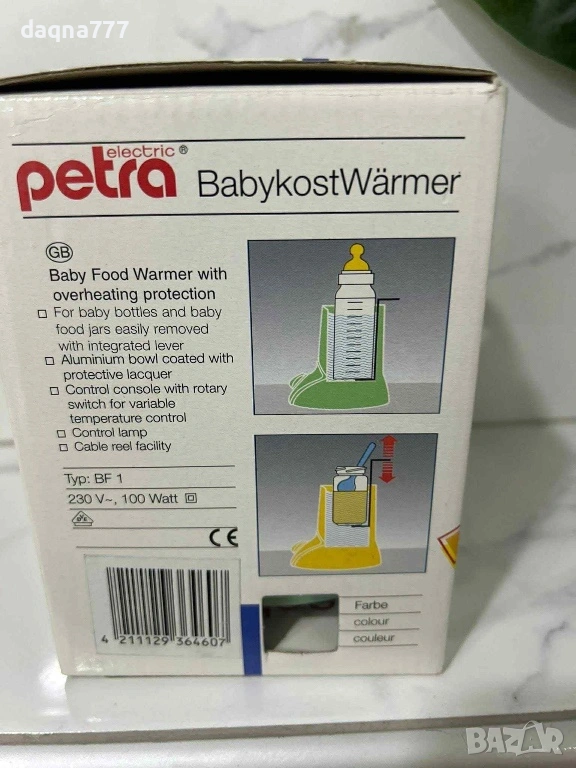 daqna777
electric ®
petra BabykostWärmer
GB
Baby Food Warmer with
overheating protection
□ For baby bottles and baby
food jars easily removed
with integrated lever
□ Aluminium bowl coated with
protective lacquer
□ Control console with rotary
switch for variable
temperature control
□ Control lamp
□ Cable reel facility
Typ: BF 1
230 V~, 100 Watt
CE
4 211129 364607
Farbe
colour
couleur
BAZAR